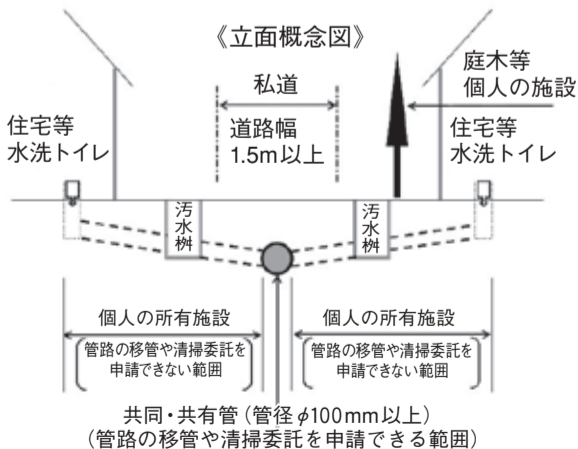 《立面概念図》
庭木等
個人の施設
私道
道路幅
1.5m以上
住宅等
水洗トイレ
住宅等
水洗トイレ
汚水桝
汚水桝
個人の所有施設
(管路の移管や清掃委託を
申請できない範囲)
個人の所有施設
(管路の移管や清掃委託を
申請できない範囲)
共同・共有管(管径φ100mm以上)
(管路の移管や清掃委託を申請できる範囲)